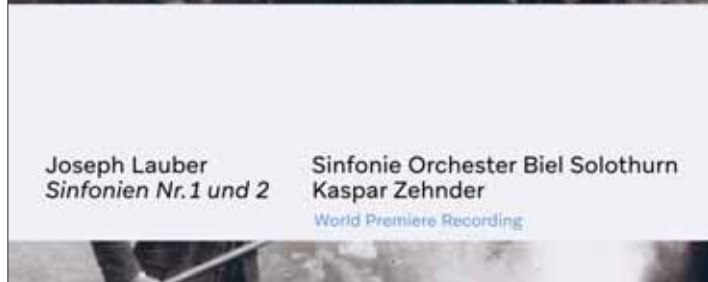 Joseph Lauber
Sinfonien Nr. 1 und 2
Sinfonie Orchester Biel Solothurn
Kaspar Zehnder
World Premiere Recording